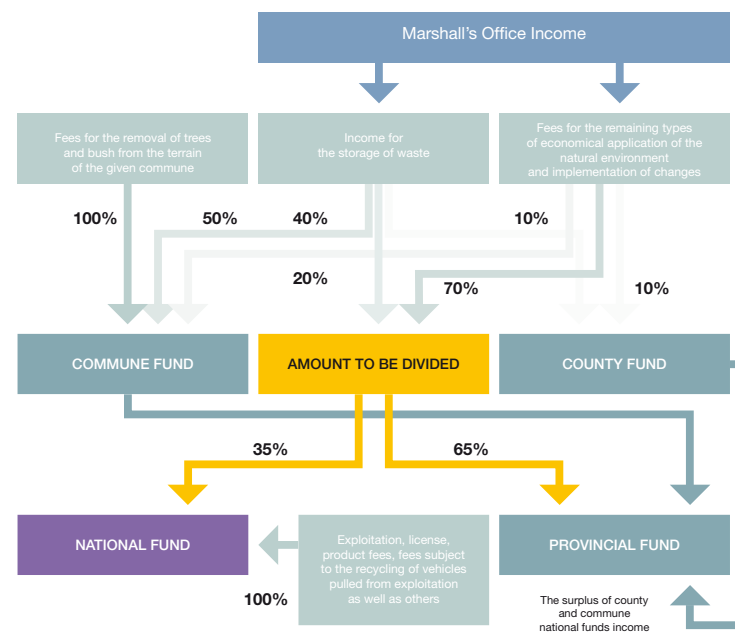 Marshall's Office Income
Fees for the removal of trees
and bush from the terrain
of the given commune
Income for
the storage of waste
Fees for the remaining types
of economical application of the
natural environment
and implementation of changes
100%
50%
40%
10%
20%
70%
10%
COMMUNE FUND
AMOUNT TO BE DIVIDED
COUNTY FUND
35%
65%
NATIONAL FUND
Exploitation, license,
product fees, fees subject
to the recycling of vehicles
pulled from exploitation
as well as others
PROVINCIAL FUND
100%
The surplus of county
and commune
national funds income